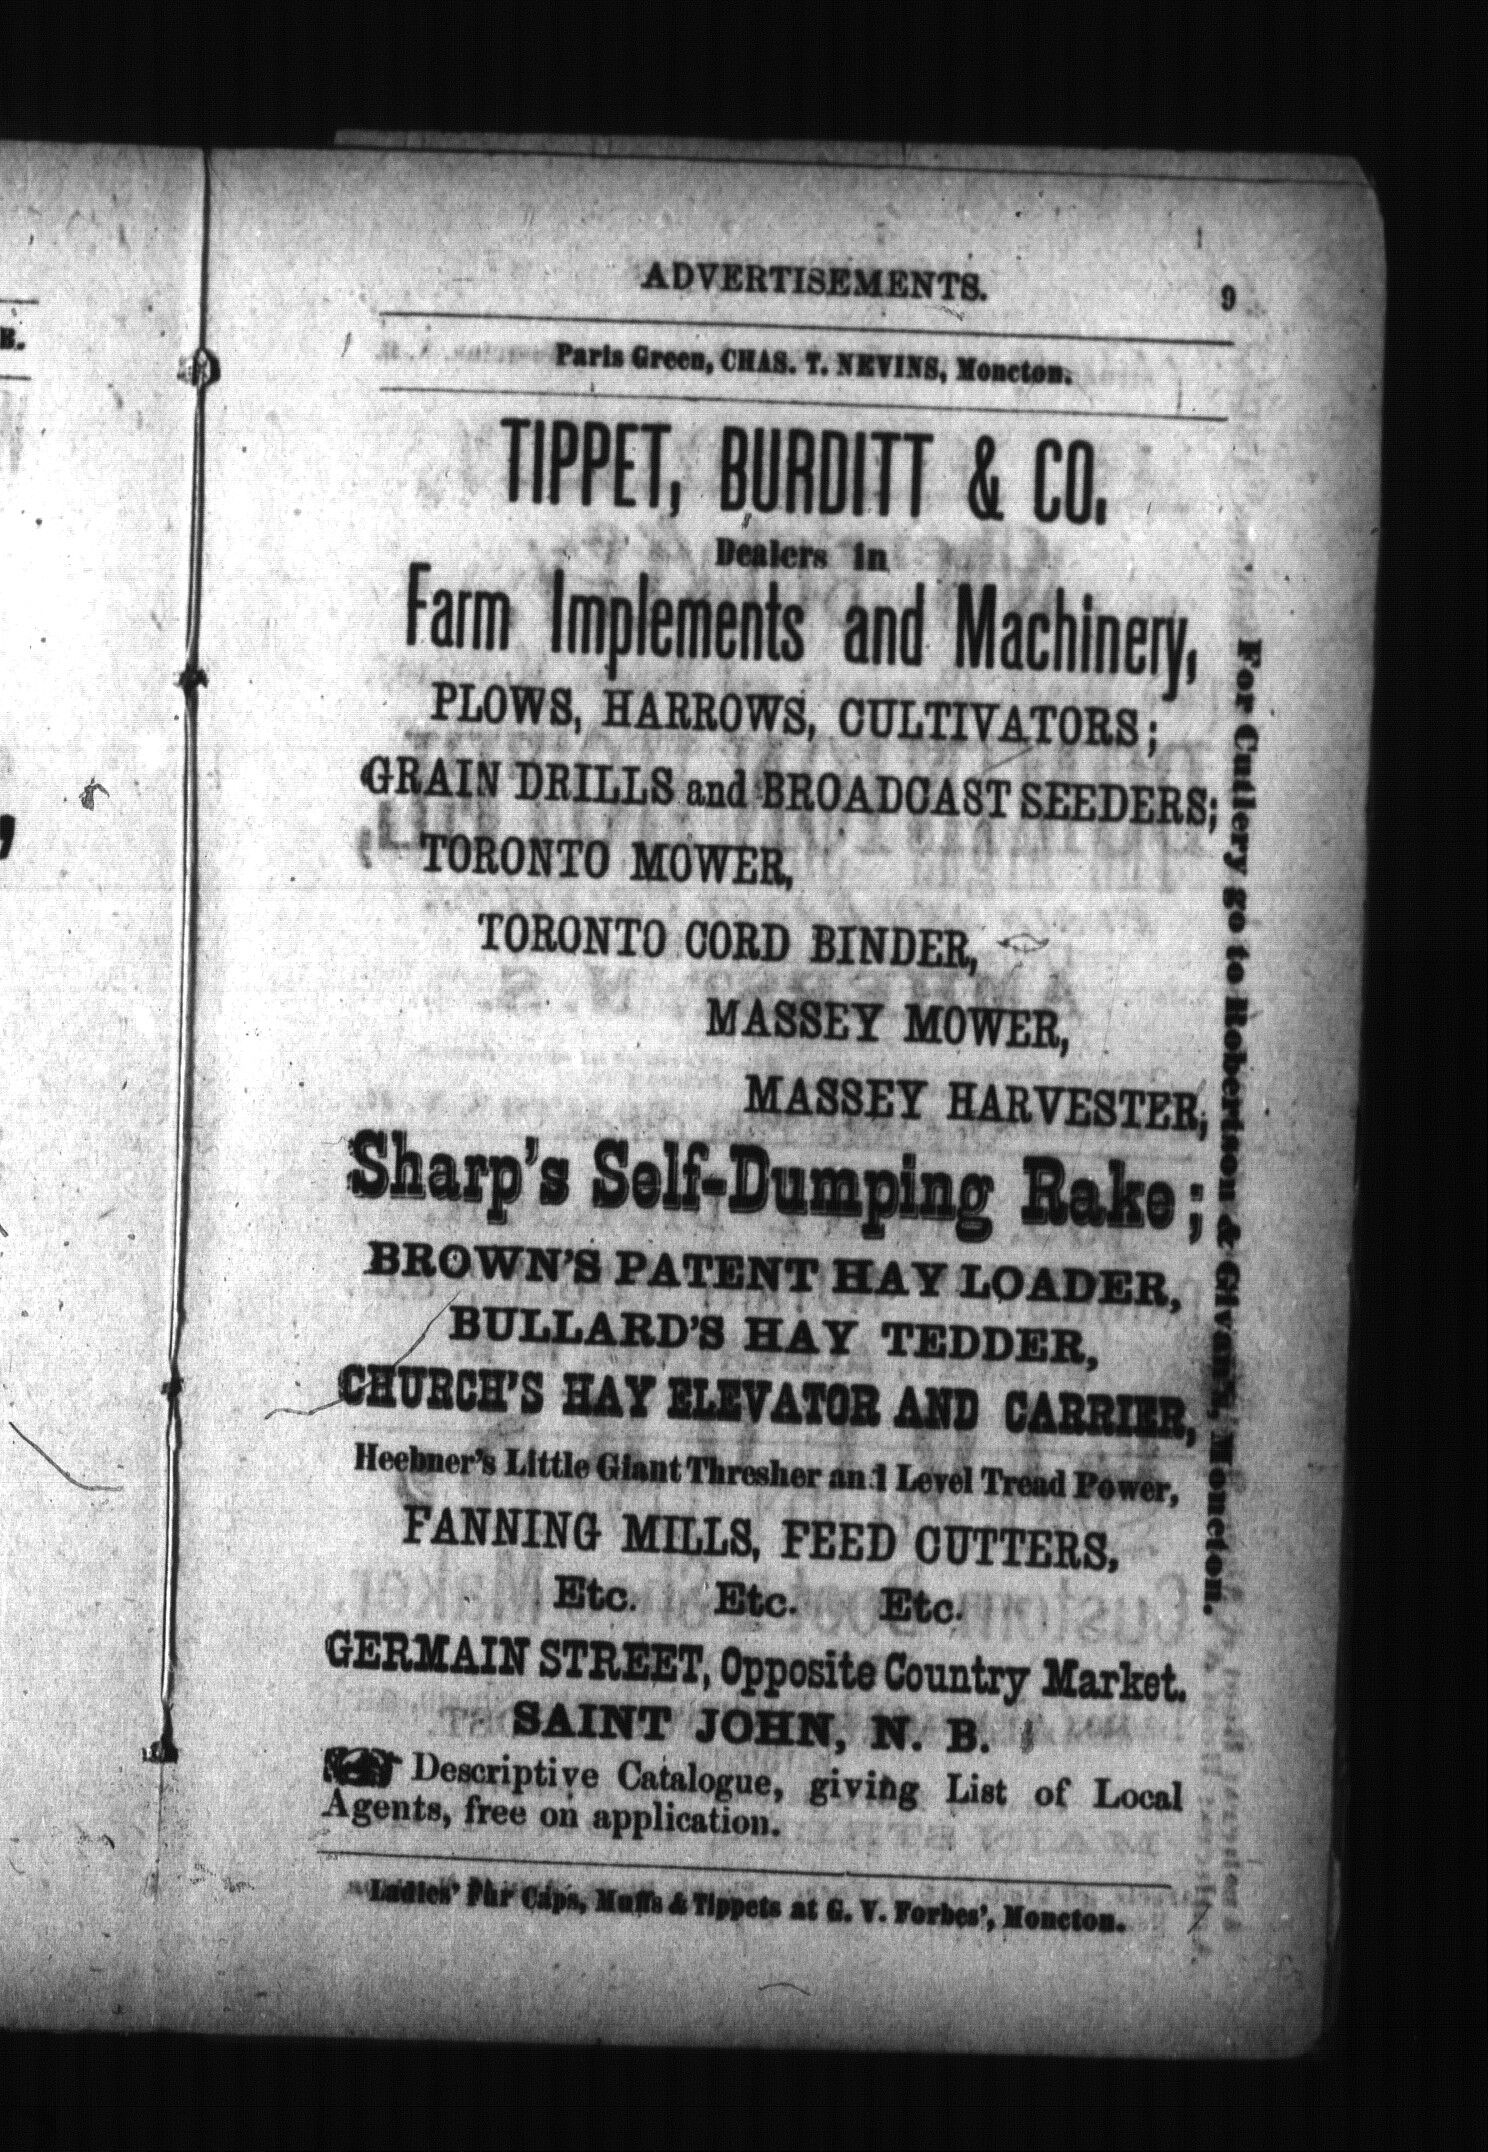 ADVERTISEMENTS. 9
Paris Green, CHAS. T. NEVINS, Moncton.
TIPPET, BURDITT & CO.
Dealers in
Farm Implements and Machinery,
PLOWS, HARROWS, CULTIVATORS;
GRAIN DRILLS and BROADCAST SEEDERS;
TORONTO MOWER,
TORONTO CORD BINDER,
MASSEY MOWER,
MASSEY HARVESTER,
Sharp's Self-Dumping Rake;
BROWN'S PATENT HAY LOADER,
BULLARD'S HAY TEDDER,
CHURCH'S HAY ELEVATOR AND CARRIER,
Heebner's Little Giant Thresher and Level Tread Power,
FANNING MILLS, FEED CUTTERS,
Etc. Etc. Etc.
GERMAIN STREET, Opposite Country Market.
SAINT JOHN, N. B.
Descriptive Catalogue, giving List of Local
Agents, free on application.
Ladies' Fur Caps, Muffs & Tippets at G. V. Forbes', Moncton.
For Cutlery go to Robertson & Givan's, Moncton.